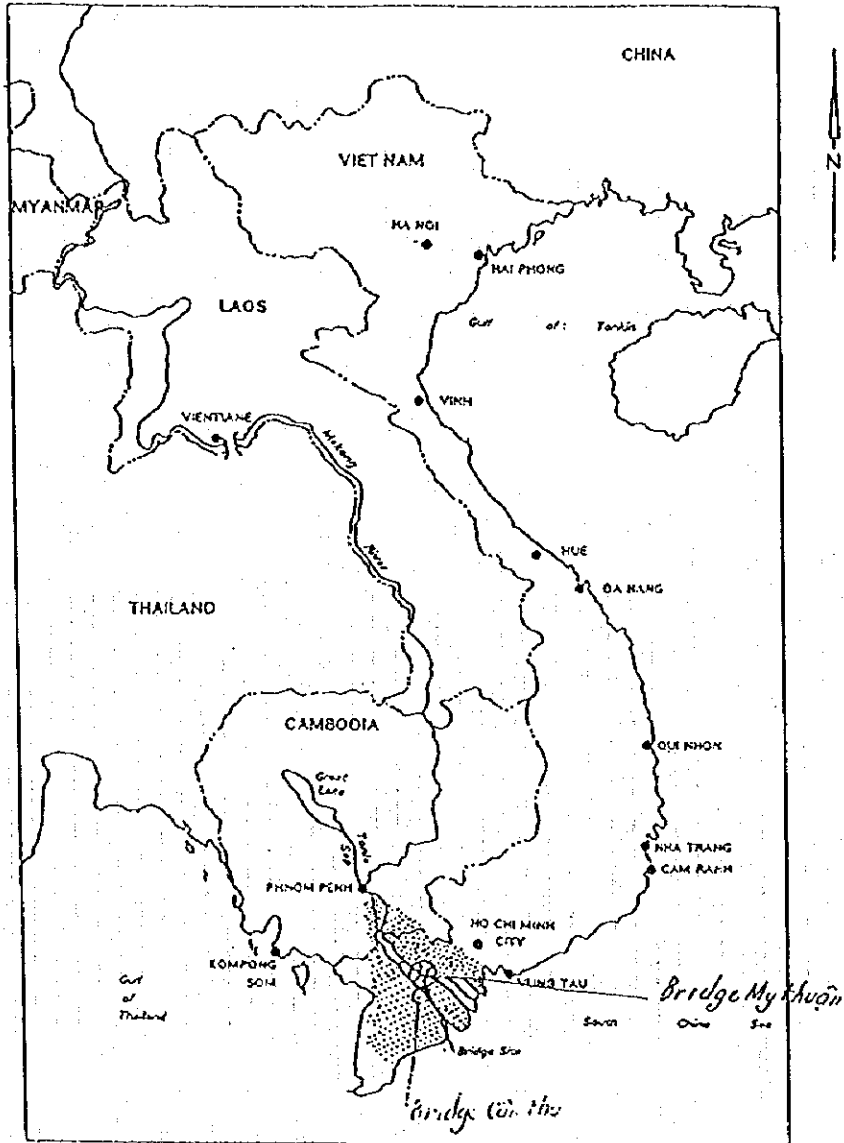 CHINA
N
VIET NAM
MYANMAR
HA NOI
HAI PHONG
LAOS
Gulf of: Tonkin
VINH
VIENTIANE
Mekong
River
HUE
DA NANG
THAILAND
CAMBODIA
QUI NHON
Great
Lake
Tonle
Sap
NHA TRANG
CAM RANH
PHNOM PENH
HO CHI MINH
CITY
KOMPONG
SOM
VUNG TAU
Gulf
of
Thailand
Bridge Mỹ thuận
South China Sea
Bridge Site
Bridge Cần thơ